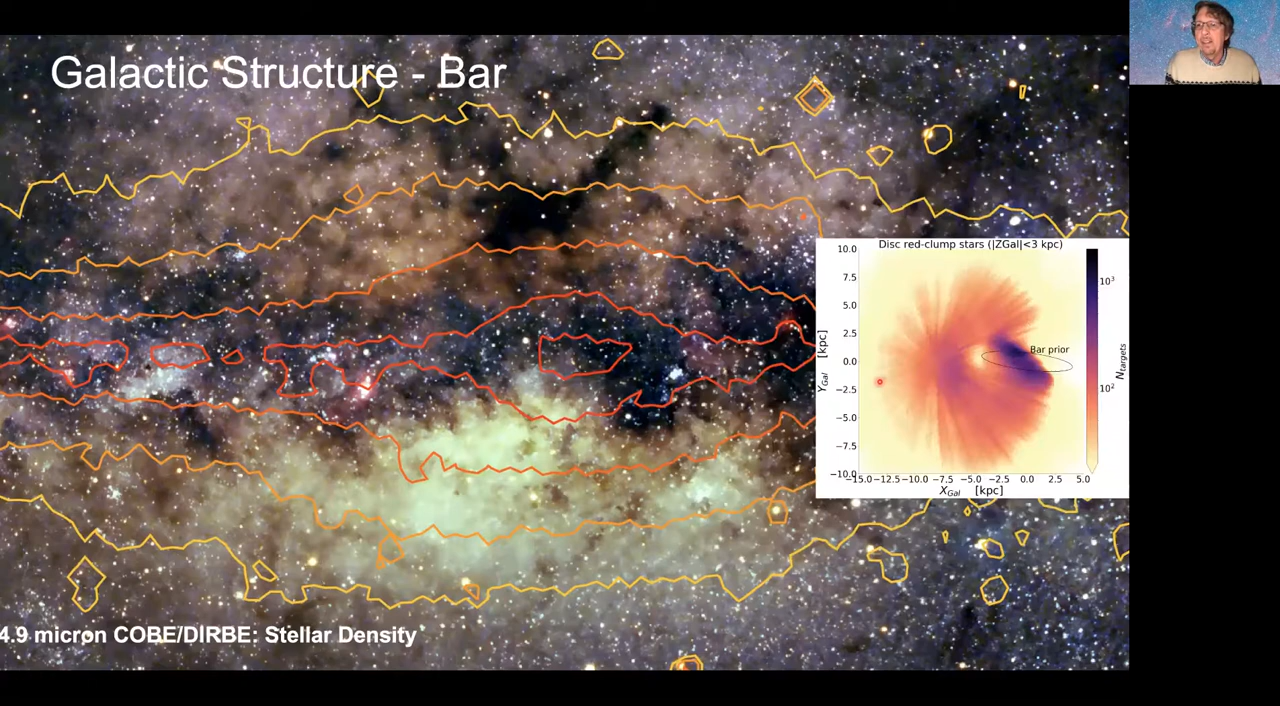 Galactic Structure - Bar
Disc red-clump stars (|ZGal|<3 kpc)
10.0
7.5
5.0
2.5
0.0
−2.5
−5.0
−7.5
−10.0
Y_Gal [kpc]
Bar prior
10³
10²
N_targets
−15.0 −12.5 −10.0 −7.5 −5.0 −2.5 0.0 2.5 5.0
X_Gal [kpc]
4.9 micron COBE/DIRBE: Stellar Density